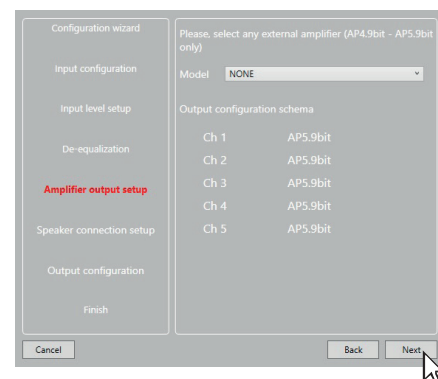 Configuration wizard
Input configuration
Input level setup
De-equalization
Amplifier output setup
Speaker connection setup
Output configuration
Finish
Please, select any external amplifier (AP4.9bit - AP5.9bit
only)
Model NONE
Output configuration schema
Ch 1 AP5.9bit
Ch 2 AP5.9bit
Ch 3 AP5.9bit
Ch 4 AP5.9bit
Ch 5 AP5.9bit
Cancel Back Next